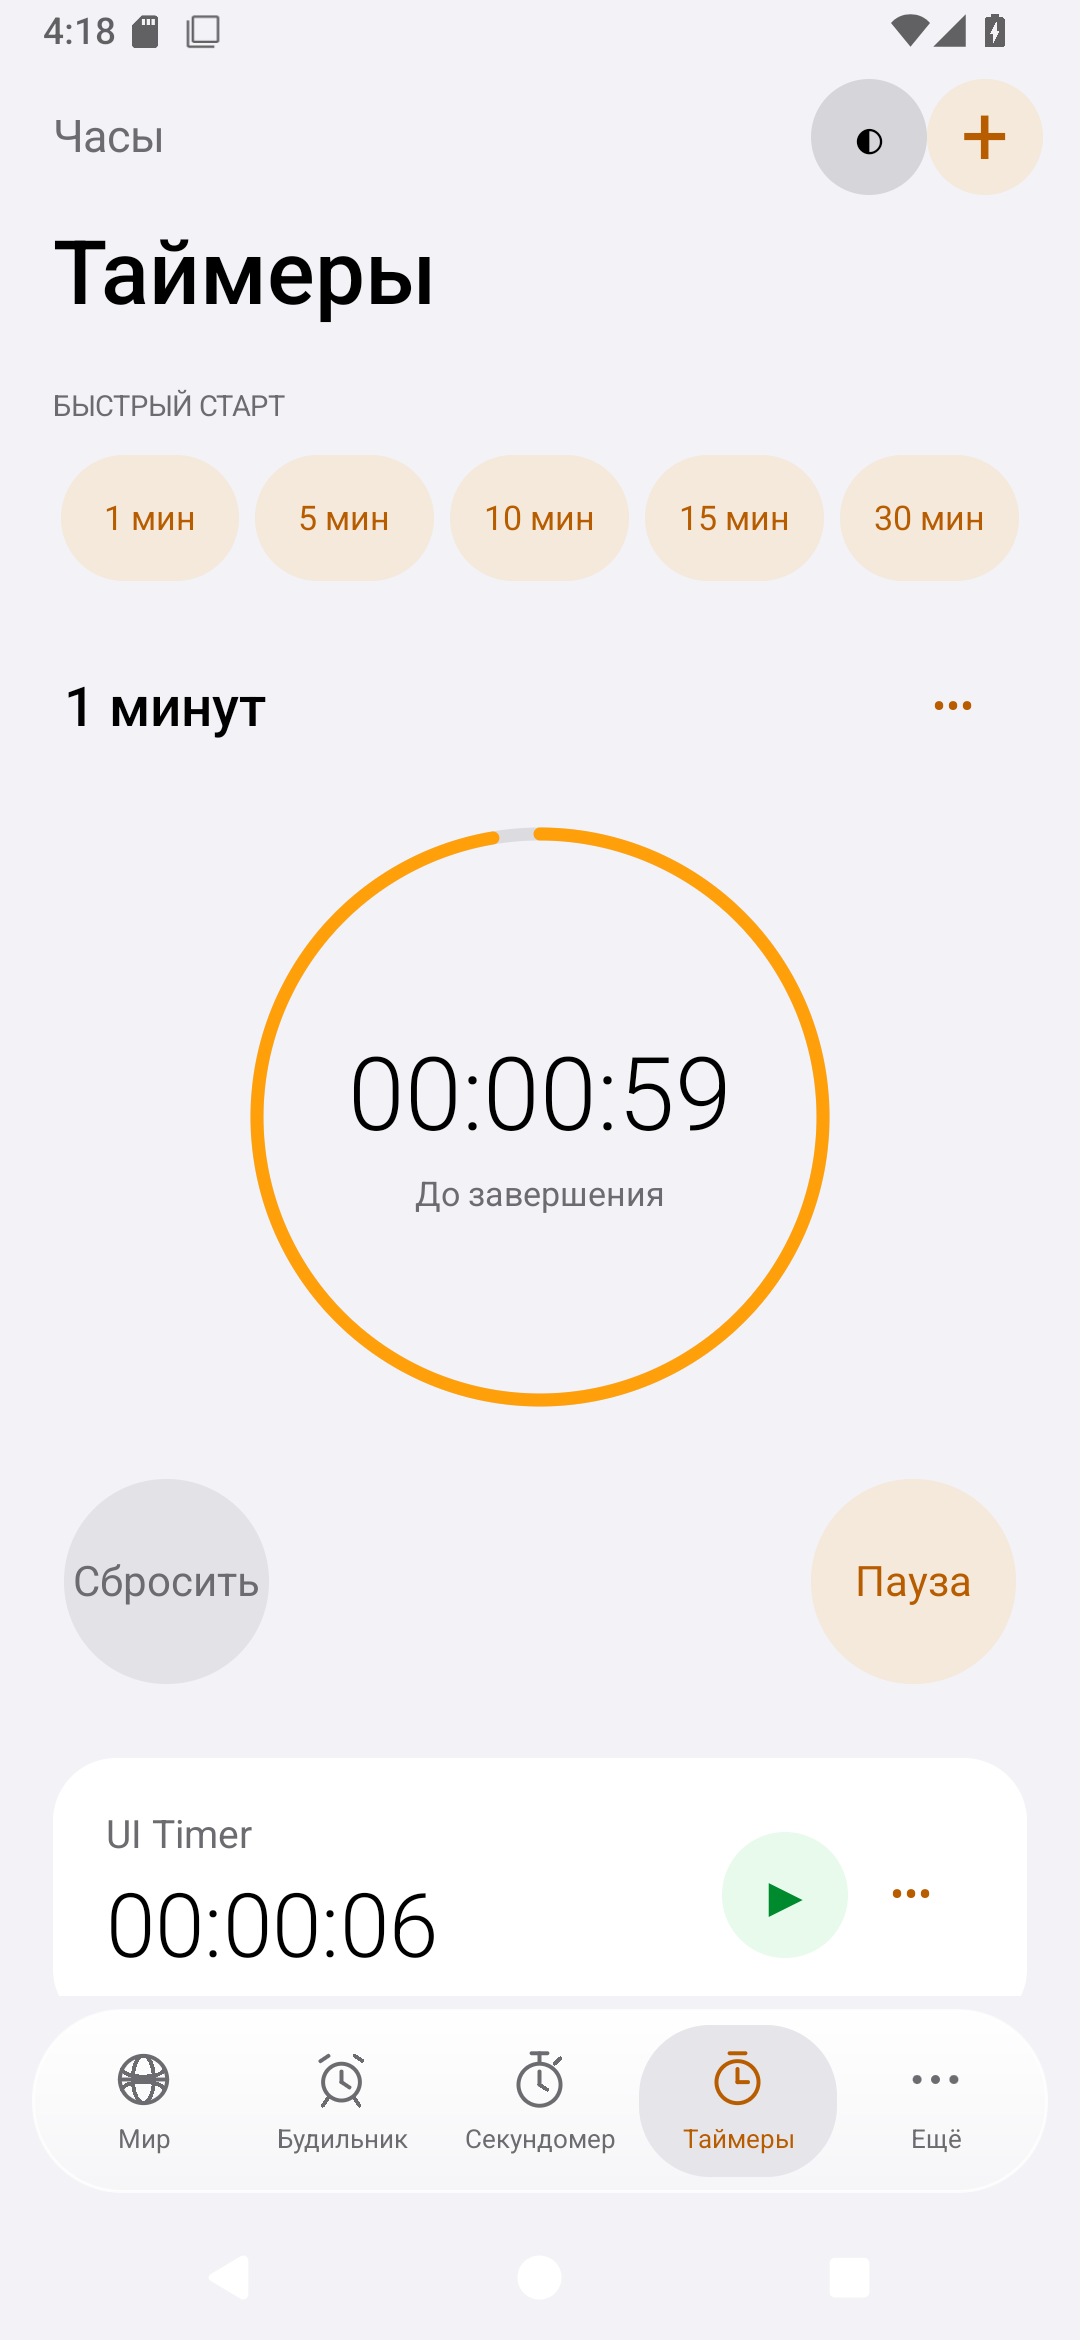 4:18
Часы
Таймеры
БЫСТРЫЙ СТАРТ
1 мин 5 мин 10 мин 15 мин 30 мин
1 минут
00:00:59
До завершения
Сбросить Пауза
UI Timer
00:00:06
Мир Будильник Секундомер Таймеры Ещё